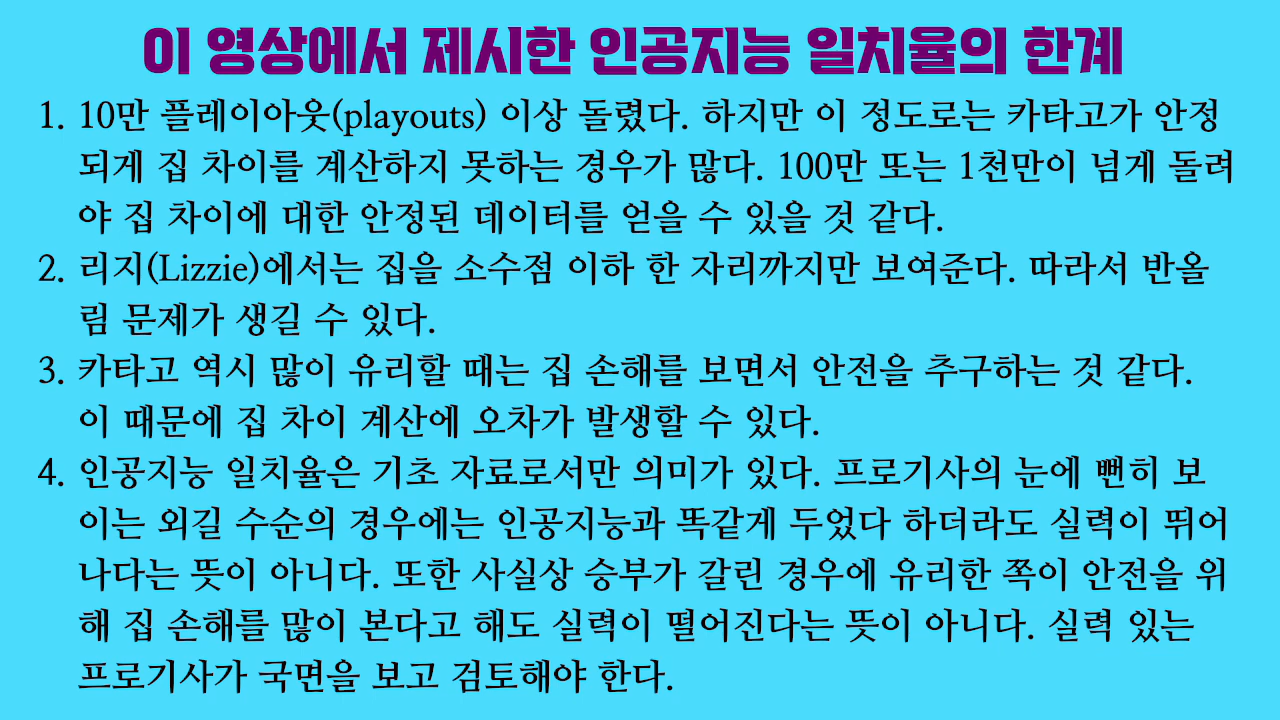 이 영상에서 제시한 인공지능 일치율의 한계
1. 10만 플레이아웃(playouts) 이상 돌렸다. 하지만 이 정도로는 카타고가 안정
되게 집 차이를 계산하지 못하는 경우가 많다. 100만 또는 1천만이 넘게 돌려
야 집 차이에 대한 안정된 데이터를 얻을 수 있을 것 같다.
2. 리지(Lizzie)에서는 집을 소수점 이하 한 자리까지만 보여준다. 따라서 반올
림 문제가 생길 수 있다.
3. 카타고 역시 많이 유리할 때는 집 손해를 보면서 안전을 추구하는 것 같다.
이 때문에 집 차이 계산에 오차가 발생할 수 있다.
4. 인공지능 일치율은 기초 자료로서만 의미가 있다. 프로기사의 눈에 뻔히 보
이는 외길 수순의 경우에는 인공지능과 똑같게 두었다 하더라도 실력이 뛰어
나다는 뜻이 아니다. 또한 사실상 승부가 갈린 경우에 유리한 쪽이 안전을 위
해 집 손해를 많이 본다고 해도 실력이 떨어진다는 뜻이 아니다. 실력 있는
프로기사가 국면을 보고 검토해야 한다.